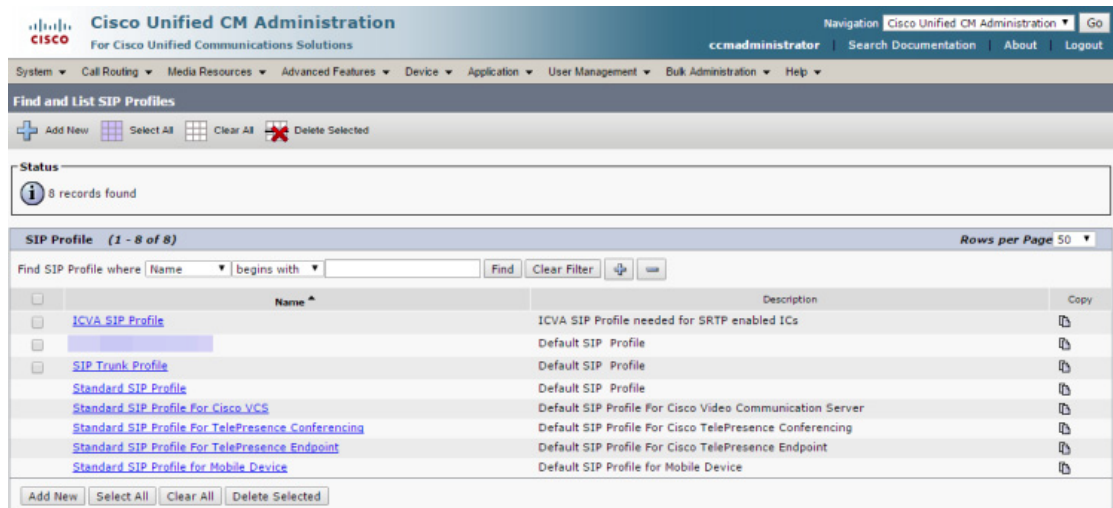 Cisco Unified CM Administration
CISCO For Cisco Unified Communications Solutions
Navigation Cisco Unified CM Administration Go
ccmadministrator Search Documentation About Logout
System Call Routing Media Resources Advanced Features Device Application User Management Bulk Administration Help
Find and List SIP Profiles
Add New Select All Clear All Delete Selected
Status
8 records found
SIP Profile (1 - 8 of 8) Rows per Page 50
Find SIP Profile where Name begins with Find Clear Filter
Name Description Copy
ICVA SIP Profile ICVA SIP Profile needed for SRTP enabled ICs
Default SIP Profile
SIP Trunk Profile Default SIP Profile
Standard SIP Profile Default SIP Profile
Standard SIP Profile For Cisco VCS Default SIP Profile For Cisco Video Communication Server
Standard SIP Profile For TelePresence Conferencing Default SIP Profile For Cisco TelePresence Conferencing
Standard SIP Profile For TelePresence Endpoint Default SIP Profile For Cisco TelePresence Endpoint
Standard SIP Profile for Mobile Device Default SIP Profile for Mobile Device
Add New Select All Clear All Delete Selected